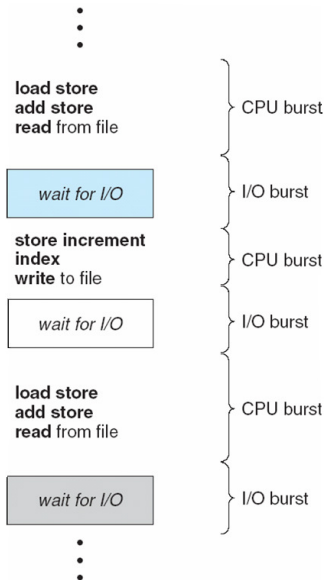 load store
add store
read from file
CPU burst
wait for I/O
I/O burst
store increment
index
write to file
CPU burst
wait for I/O
I/O burst
load store
add store
read from file
CPU burst
wait for I/O
I/O burst